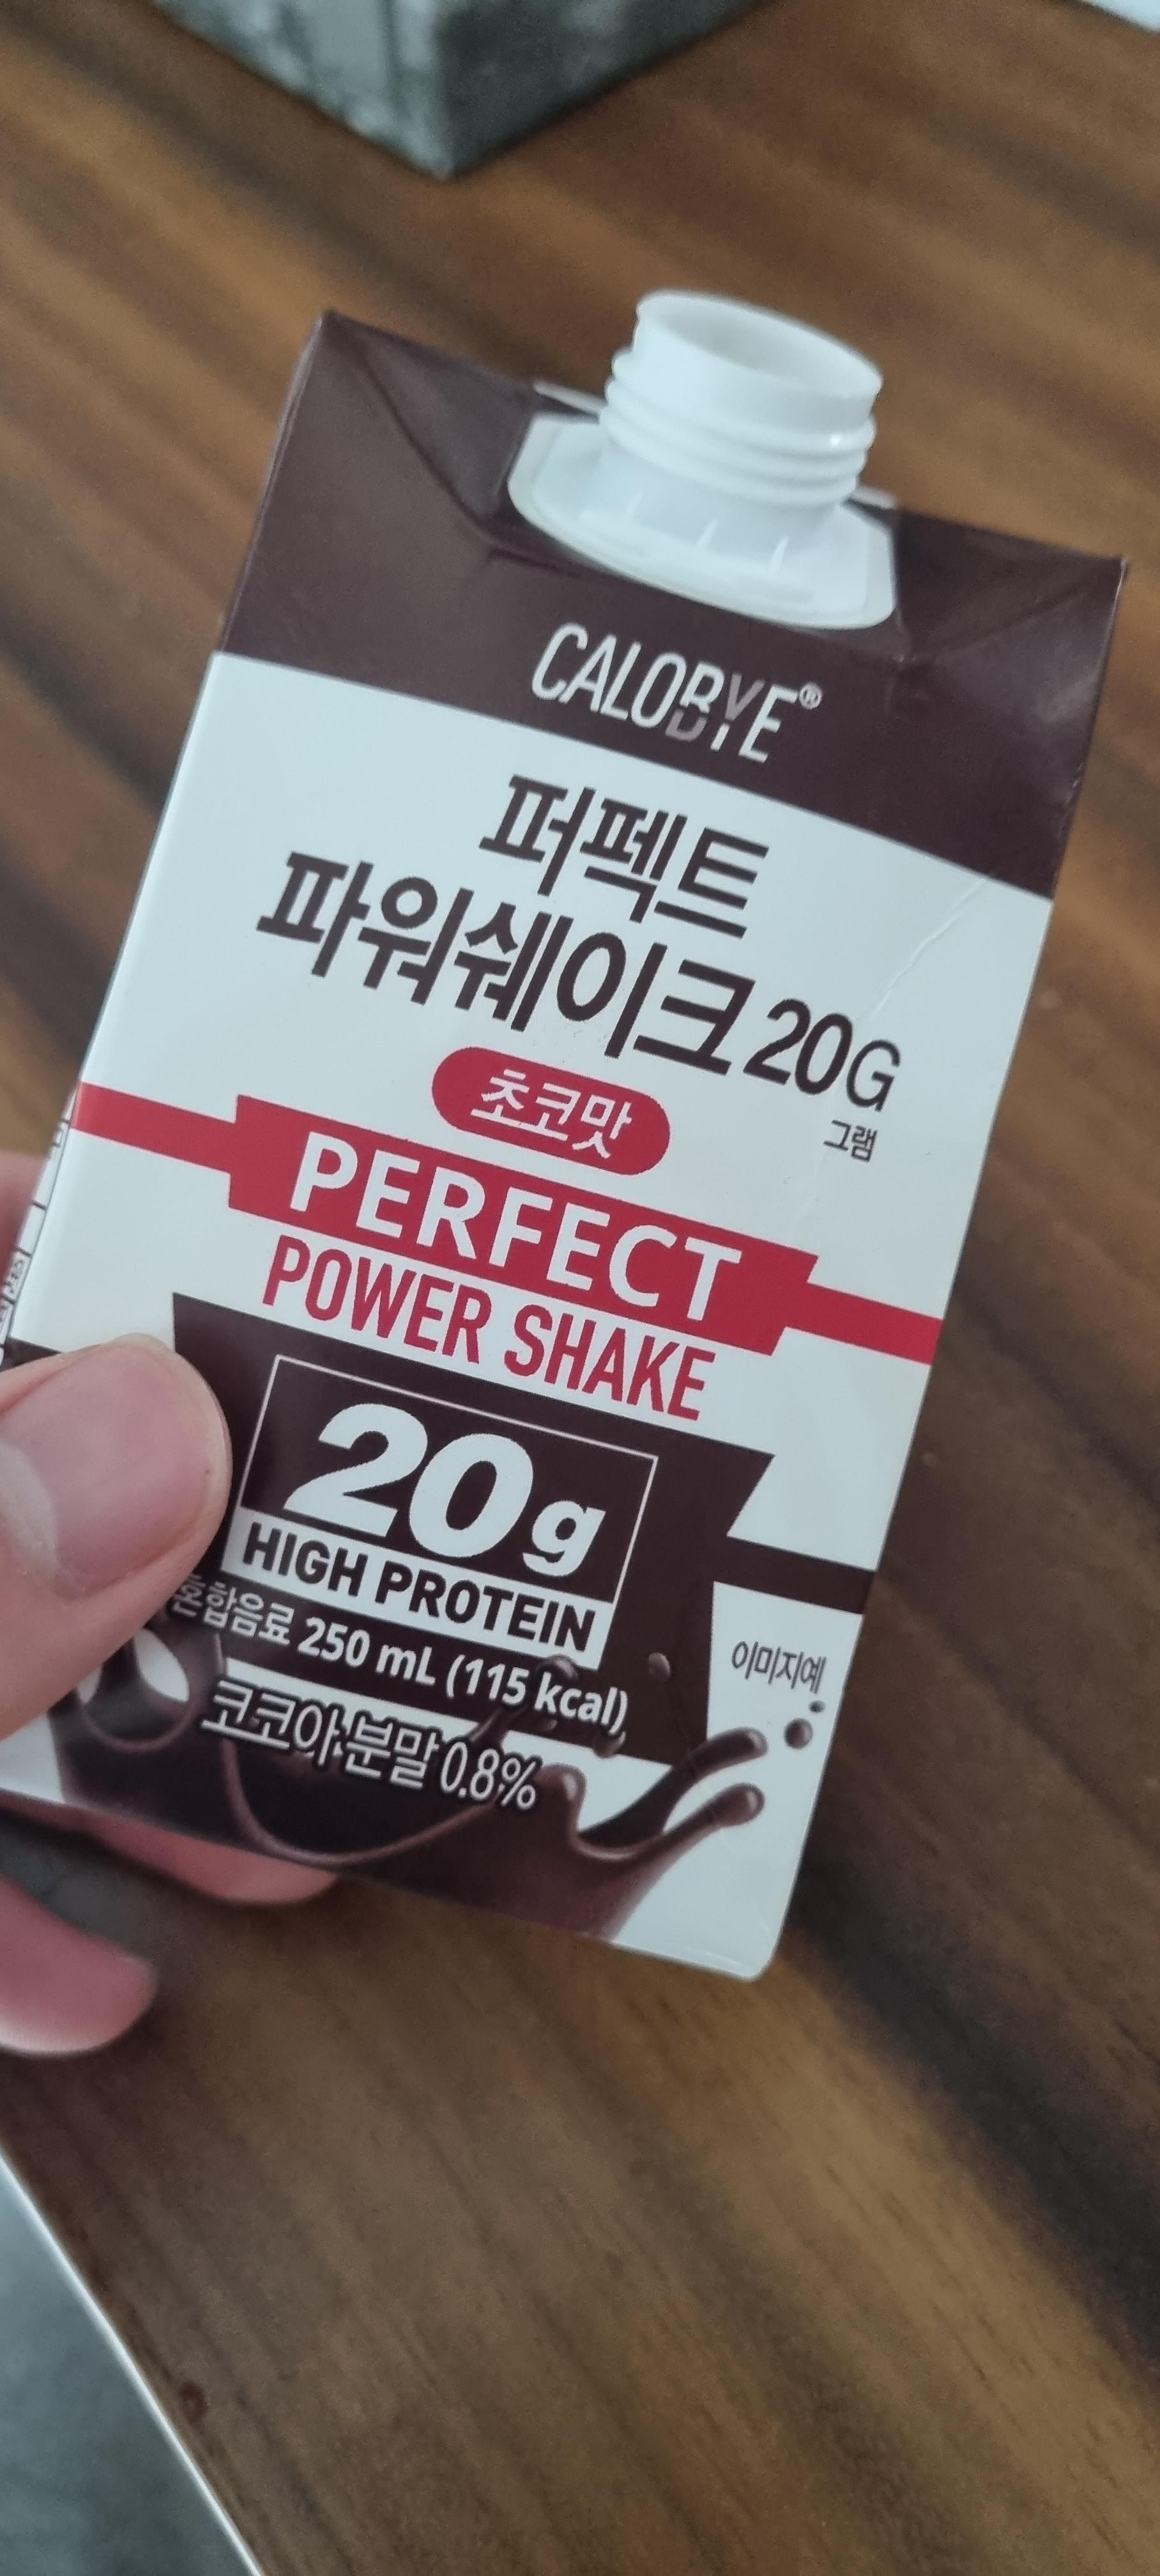 CALOBYE®
퍼펙트
파워쉐이크 20G
그램
초코맛
PERFECT
POWER SHAKE
20g
HIGH PROTEIN
혼합음료 250 mL (115 kcal)
이미지예
코코아분말 0.8%